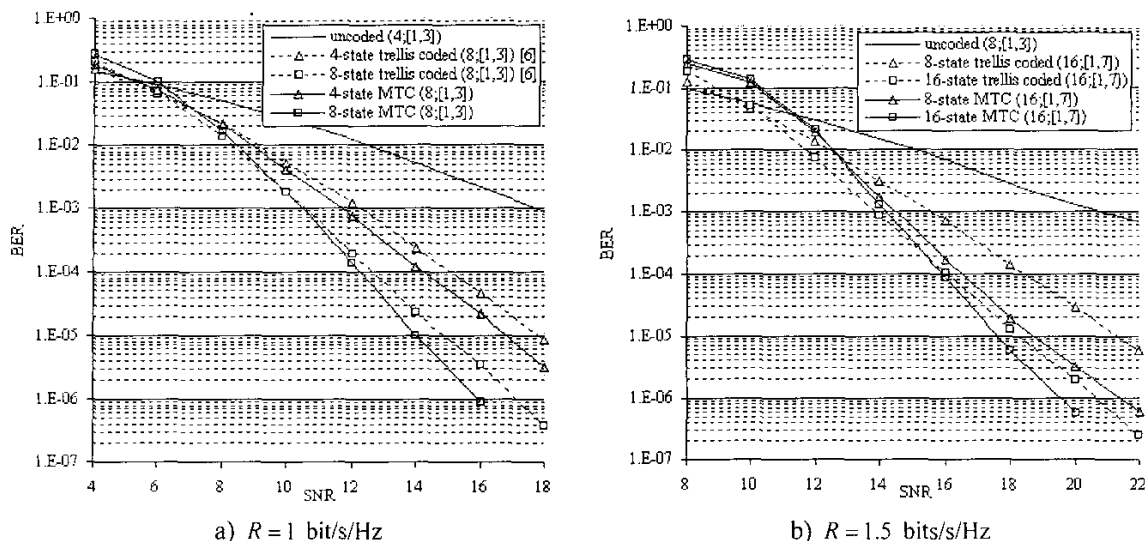 1.E+00
1.E-01
1.E-02
1.E-03
1.E-04
1.E-05
1.E-06
1.E-07
BER
uncoded (4;[1,3])
4-state trellis coded (8;[1,3]) [6]
8-state trellis coded (8;[1,3]) [6]
4-state MTC (8;[1,3])
8-state MTC (8;[1,3])
4 6 8 10 12 14 16 18
SNR
a) R = 1 bit/s/Hz
1.E+00
1.E-01
1.E-02
1.E-03
1.E-04
1.E-05
1.E-06
1.E-07
BER
uncoded (8;[1,3])
8-state trellis coded (16;[1,7])
16-state trellis coded (16;[1,7])
8-state MTC (16;[1,7])
16-state MTC (16;[1,7])
8 10 12 14 16 18 20 22
SNR
b) R = 1.5 bits/s/Hz